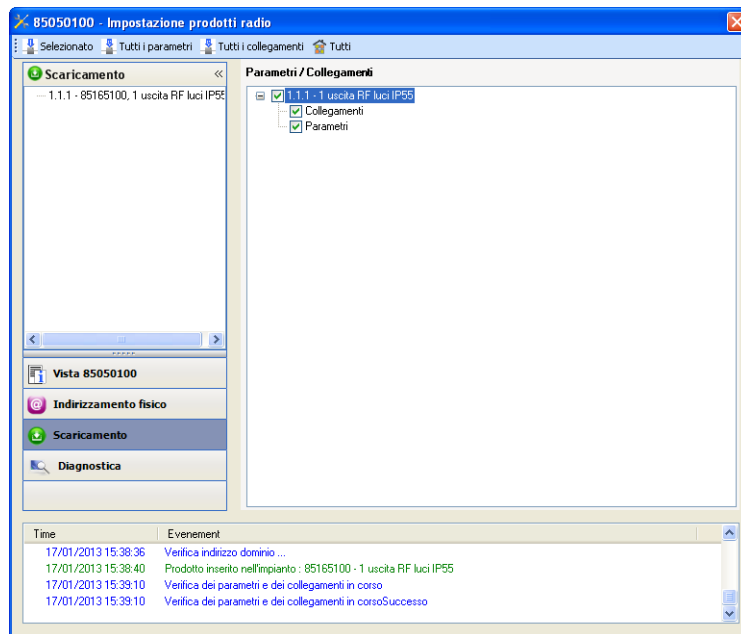 85050100 - Impostazione prodotti radio
Selezionato Tutti i parametri Tutti i collegamenti Tutti
Scaricamento «
1.1.1 - 85165100, 1 uscita RF luci IP55
Parametri / Collegamenti
1.1.1 - 1 uscita RF luci IP55
Collegamenti
Parametri
Vista 85050100
Indirizzamento fisico
Scaricamento
Diagnostica
Time Evenement
17/01/2013 15:38:36 Verifica indirizzo dominio ...
17/01/2013 15:38:40 Prodotto inserito nell'impianto : 85165100 - 1 uscita RF luci IP55
17/01/2013 15:39:10 Verifica dei parametri e dei collegamenti in corso
17/01/2013 15:39:10 Verifica dei parametri e dei collegamenti in corsoSuccesso